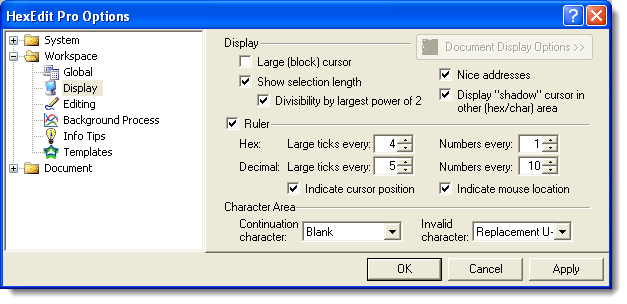 HexEdit Pro Options
System
Workspace
Global
Display
Editing
Background Process
Info Tips
Templates
Document
Display
Document Display Options >>
Large (block) cursor
Show selection length
Divisibility by largest power of 2
Nice addresses
Display "shadow" cursor in
other (hex/char) area
Ruler
Hex: Large ticks every: 4 Numbers every: 1
Decimal: Large ticks every: 5 Numbers every: 10
Indicate cursor position Indicate mouse location
Character Area
Continuation
character: Blank
Invalid
character: Replacement U-
OK Cancel Apply